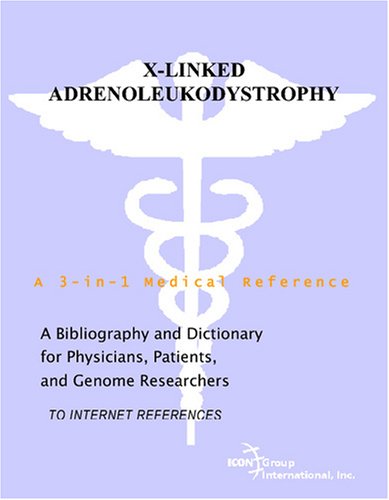 X-LINKED
ADRENOLEUKODYSTROPHY
A 3-in-1 Medical Reference
A Bibliography and Dictionary
for Physicians, Patients,
and Genome Researchers
TO INTERNET REFERENCES
ICON Group
International, Inc.